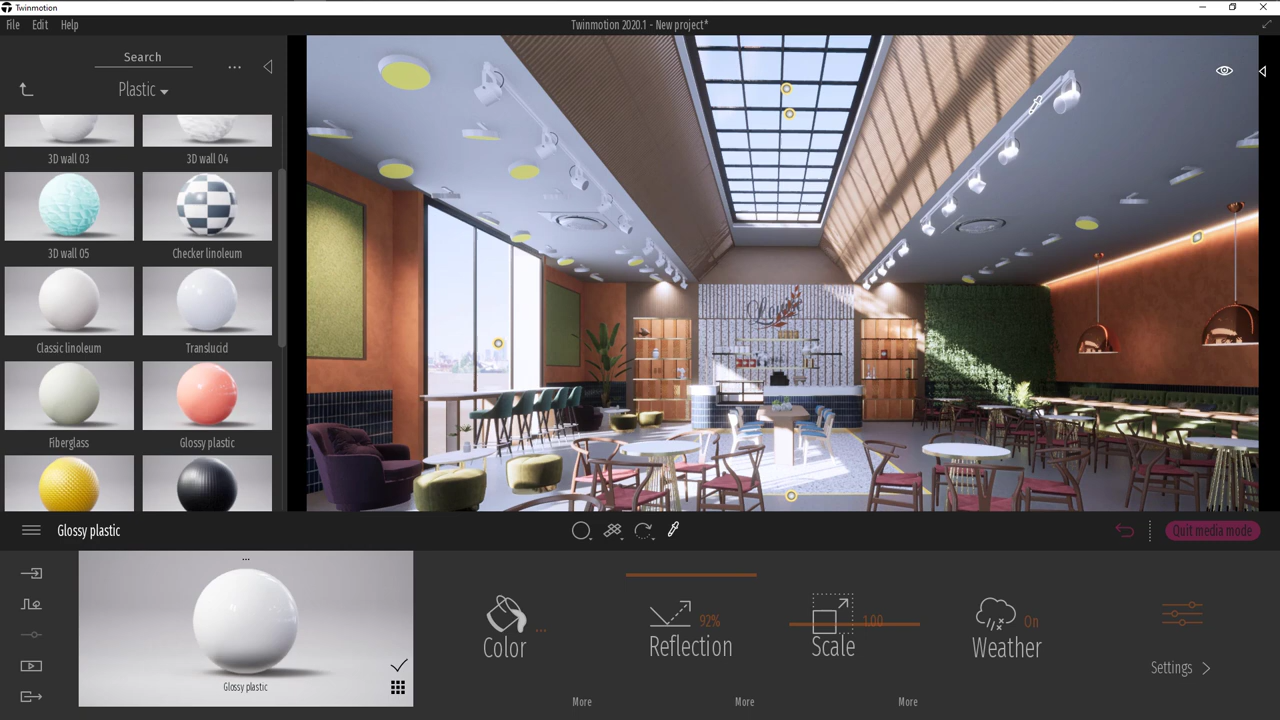 Twinmotion
File Edit Help
Twinmotion 2020.1 - New project*
Search
...
Plastic
3D wall 03
3D wall 04
3D wall 05
Checker linoleum
Classic linoleum
Translucid
Fiberglass
Glossy plastic
Glossy plastic
Quit media mode
...
Glossy plastic
Color ...
92%
Reflection
1.00
Scale
On
Weather
Settings
More
More
More